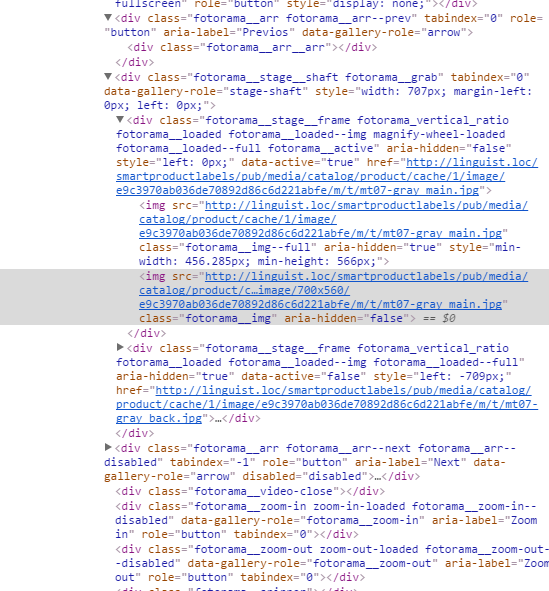 fullscreen" role="button" style="display: none;"></div>
▼<div class="fotorama__arr fotorama__arr--prev" tabindex="0" role=
"button" aria-label="Previos" data-gallery-role="arrow">
<div class="fotorama__arr__arr"></div>
</div>
▼<div class="fotorama__stage__shaft fotorama__grab" tabindex="0"
data-gallery-role="stage-shaft" style="width: 707px; margin-left:
0px; left: 0px;">
▼<div class="fotorama__stage__frame fotorama_vertical_ratio
fotorama__loaded fotorama__loaded--img magnify-wheel-loaded
fotorama__loaded--full fotorama__active" aria-hidden="false"
style="left: 0px;" data-active="true" href="http://linguist.loc/
smartproductlabels/pub/media/catalog/product/cache/1/image/
e9c3970ab036de70892d86c6d221abfe/m/t/mt07-gray_main.jpg">
<img src="http://linguist.loc/smartproductlabels/pub/media/
catalog/product/cache/1/image/
e9c3970ab036de70892d86c6d221abfe/m/t/mt07-gray_main.jpg"
class="fotorama__img--full" aria-hidden="true" style="min-
width: 456.285px; min-height: 566px;">
<img src="http://linguist.loc/smartproductlabels/pub/media/
catalog/product/c…image/700x560/
e9c3970ab036de70892d86c6d221abfe/m/t/mt07-gray_main.jpg"
class="fotorama__img" aria-hidden="false"> == $0
</div>
▶<div class="fotorama__stage__frame fotorama_vertical_ratio
fotorama__loaded fotorama__loaded--img fotorama__loaded--full"
aria-hidden="true" data-active="false" style="left: -709px;"
href="http://linguist.loc/smartproductlabels/pub/media/catalog/
product/cache/1/image/e9c3970ab036de70892d86c6d221abfe/m/t/mt07-
gray_back.jpg">…</div>
</div>
▶<div class="fotorama__arr fotorama__arr--next fotorama__arr--
disabled" tabindex="-1" role="button" aria-label="Next" data-
gallery-role="arrow" disabled="disabled">…</div>
<div class="fotorama__video-close"></div>
<div class="fotorama__zoom-in zoom-in-loaded fotorama__zoom-in--
disabled" data-gallery-role="fotorama__zoom-in" aria-label="Zoom
in" role="button" tabindex="0"></div>
<div class="fotorama__zoom-out zoom-out-loaded fotorama__zoom-out-
-disabled" data-gallery-role="fotorama__zoom-out" aria-label="Zoom
out" role="button" tabindex="0"></div>